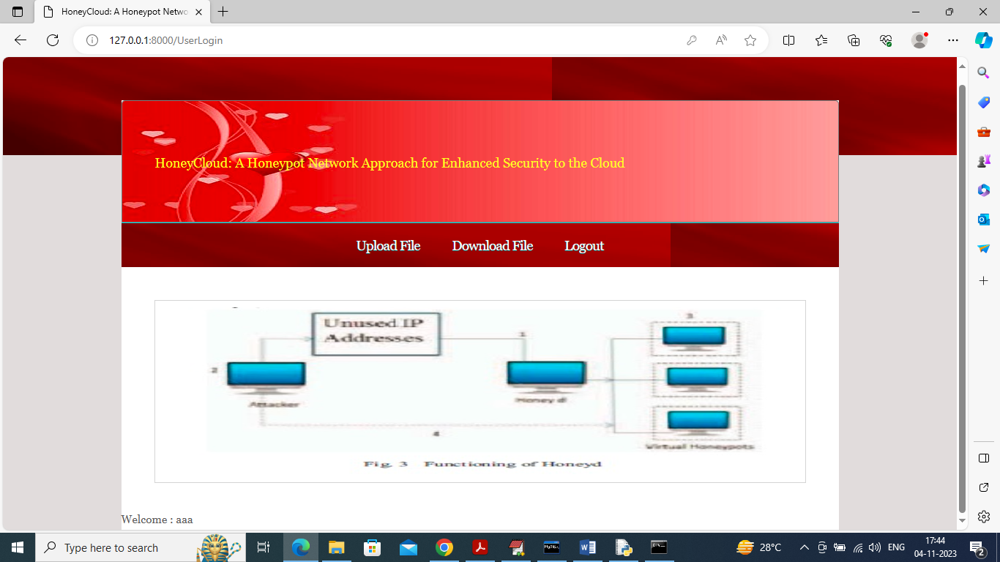 HoneyCloud: A Honeypot Netwo
127.0.0.1:8000/UserLogin
HoneyCloud: A Honeypot Network Approach for Enhanced Security to the Cloud
Upload File Download File Logout
Unused IP
Addresses
1
3
2
Attacker
Honey d
4
Virtual Honeypots
Fig. 3 Functioning of Honeyd
Welcome : aaa
Type here to search
28°C
ENG
17:44
04-11-2023
2